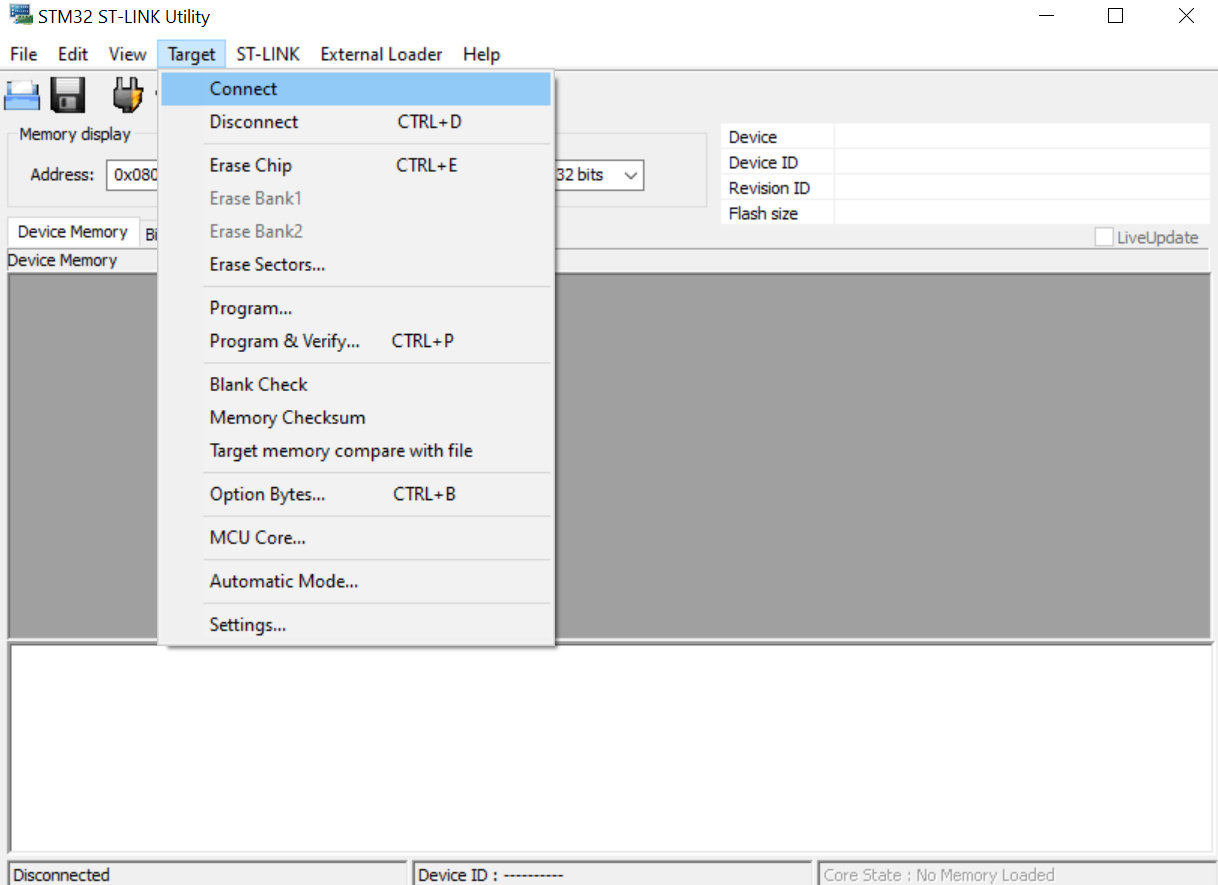 STM32 ST-LINK Utility
File Edit View Target ST-LINK External Loader Help
Connect
Disconnect CTRL+D
Erase Chip CTRL+E
Erase Bank1
Erase Bank2
Erase Sectors...
Program...
Program & Verify... CTRL+P
Blank Check
Memory Checksum
Target memory compare with file
Option Bytes... CTRL+B
MCU Core...
Automatic Mode...
Settings...
Memory display
Address: 0x080 32 bits
Device
Device ID
Revision ID
Flash size
LiveUpdate
Device Memory Bi
Device Memory
Disconnected Device ID : ---------- Core State : No Memory Loaded